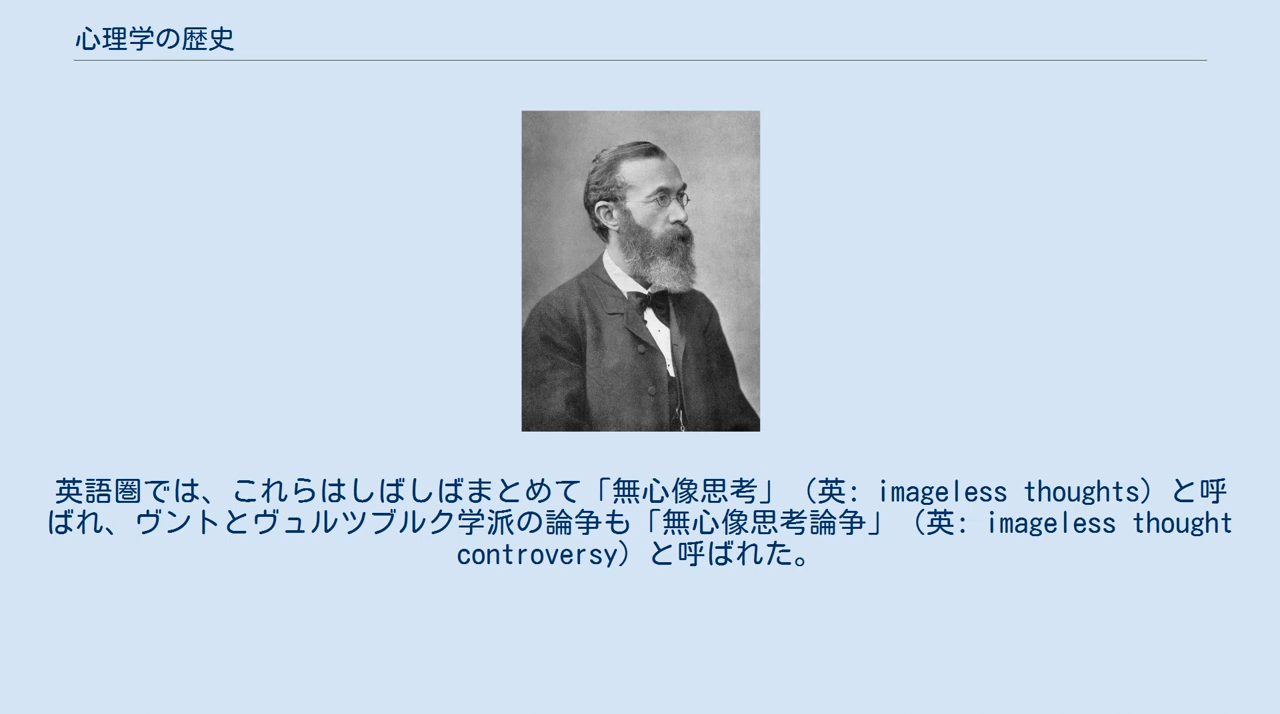 心理学の歴史
英語圏では、これらはしばしばまとめて「無心像思考」（英: imageless thoughts）と呼
ばれ、ヴントとヴュルツブルク学派の論争も「無心像思考論争」（英: imageless thought
controversy）と呼ばれた。